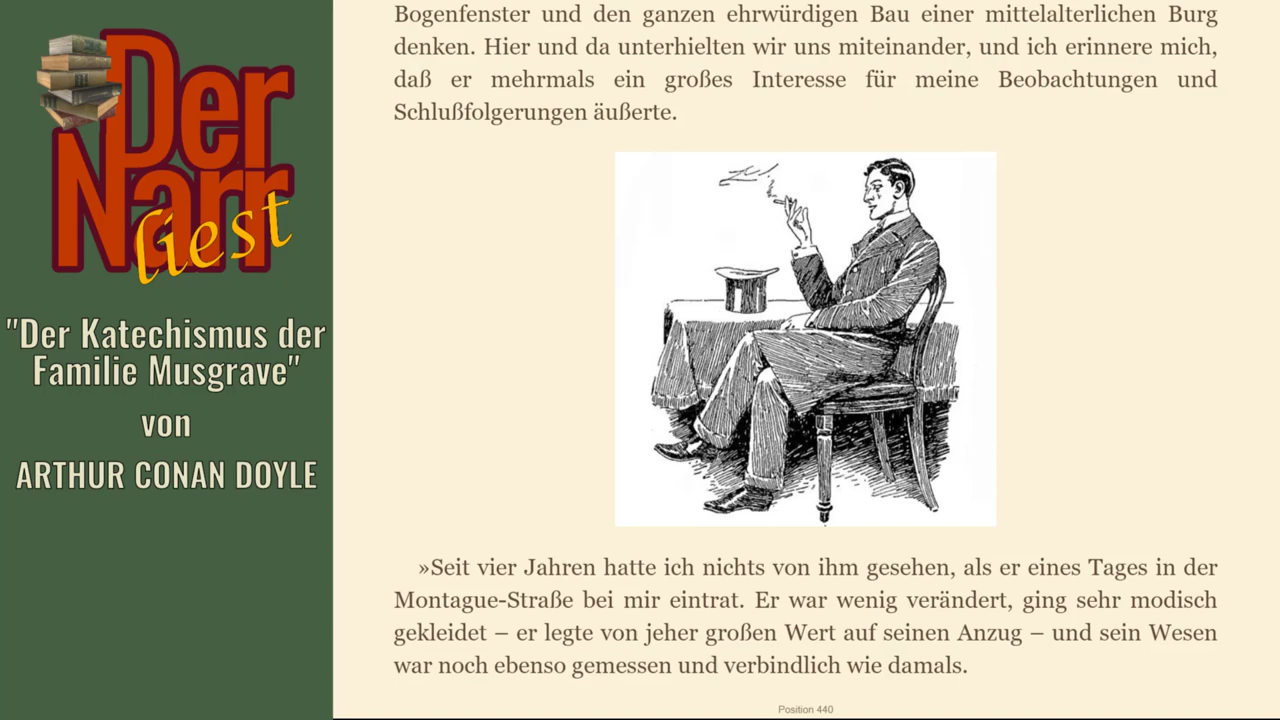 Der
Narr
liest
"Der Katechismus der
Familie Musgrave"
von
ARTHUR CONAN DOYLE
Bogenfenster und den ganzen ehrwürdigen Bau einer mittelalterlichen Burg
denken. Hier und da unterhielten wir uns miteinander, und ich erinnere mich,
daß er mehrmals ein großes Interesse für meine Beobachtungen und
Schlußfolgerungen äußerte.
»Seit vier Jahren hatte ich nichts von ihm gesehen, als er eines Tages in der
Montague-Straße bei mir eintrat. Er war wenig verändert, ging sehr modisch
gekleidet – er legte von jeher großen Wert auf seinen Anzug – und sein Wesen
war noch ebenso gemessen und verbindlich wie damals.
Position 440